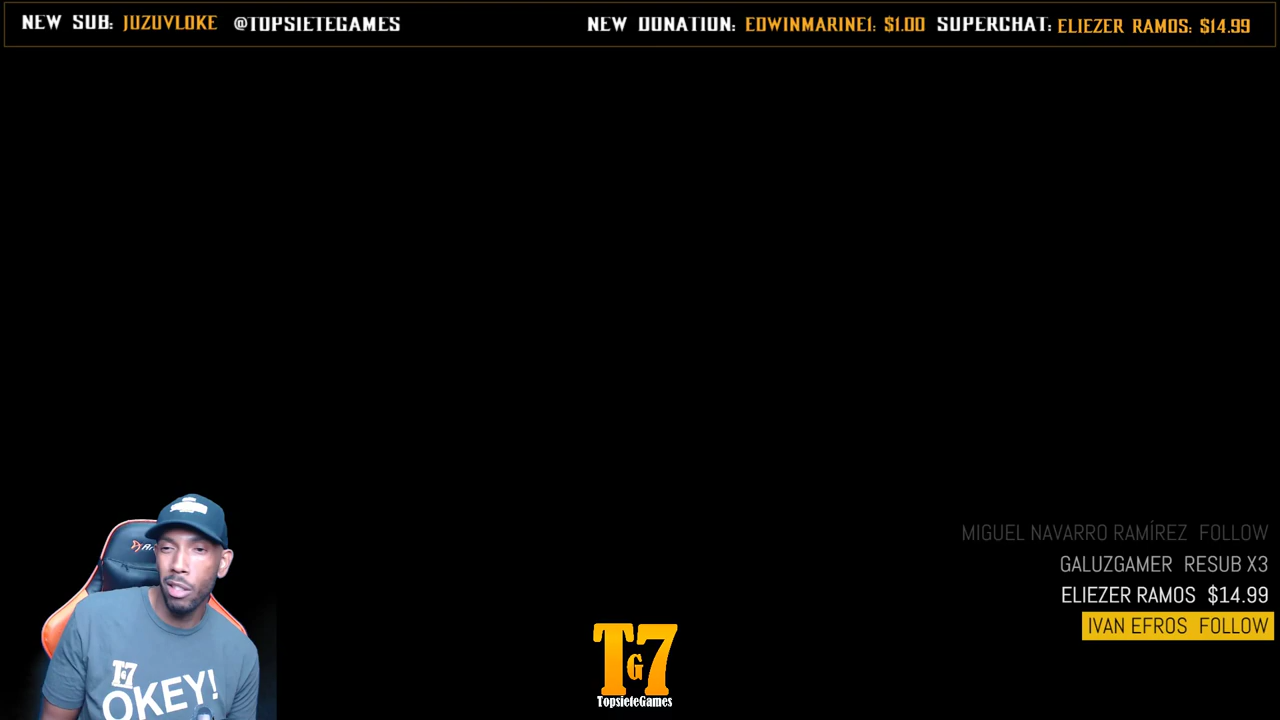 NEW SUB: JUZUVLOKE @TOPSIETEGAMES NEW DONATION: EDWINMARINE1: $1.00 SUPERCHAT: ELIEZER RAMOS: $14.99
MIGUEL NAVARRO RAMÍREZ FOLLOW
GALUZGAMER RESUB X3
ELIEZER RAMOS $14.99
IVAN EFROS FOLLOW
TG7
TopsieteGames
TG7
OKEY!